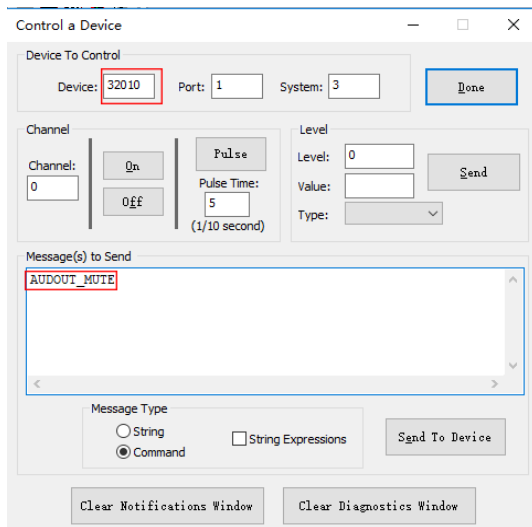 Control a Device
Device To Control
Device: 32010 Port: 1 System: 3 Done
Channel
Channel:
0
On
Off
Pulse
Pulse Time:
5
(1/10 second)
Level
Level: 0
Value:
Type:
Send
Message(s) to Send
AUDOUT_MUTE
Message Type
String
Command
String Expressions
Send To Device
Clear Notifications Window Clear Diagnostics Window